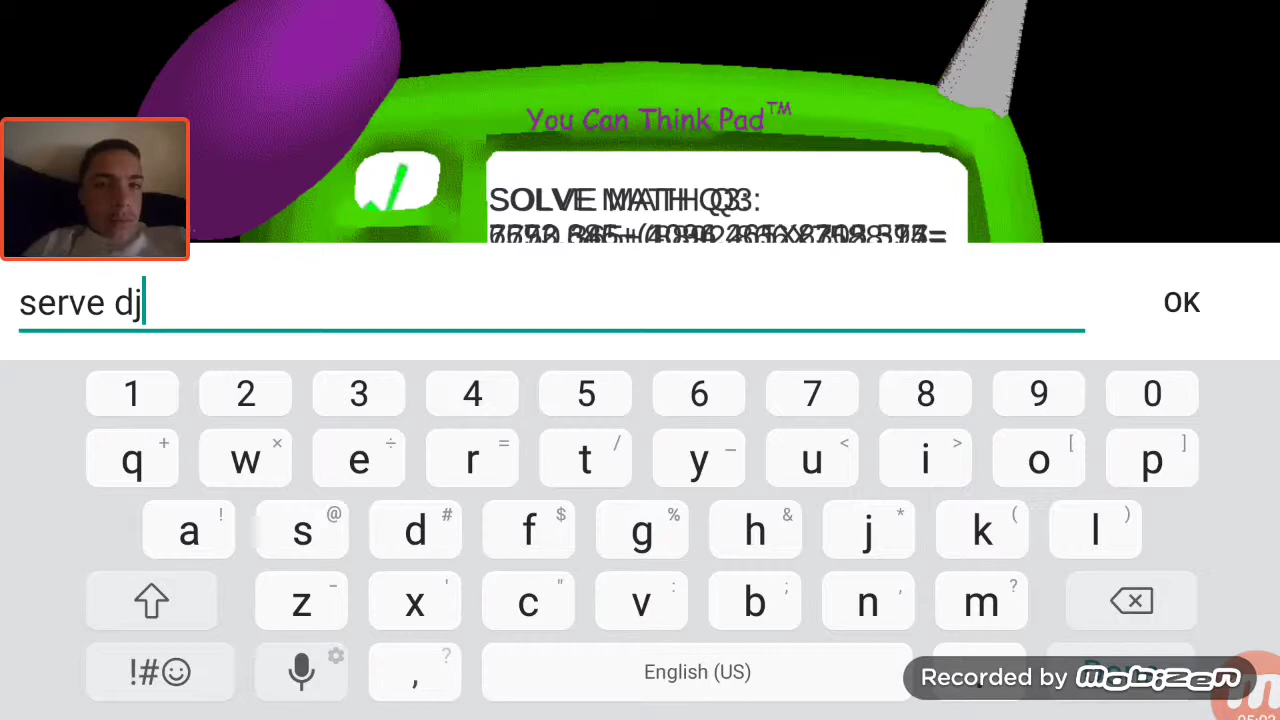 You Can Think Pad™
SOLVE MATH Q3:
serve dj
OK
1 2 3 4 5 6 7 8 9 0
q + w × e ÷ r = t / y _ u < i > o [ p ]
a ! s @ d # f $ g % h & j * k ( l )
z - x ' c " v : b ; n , m ?
!#☺ , ? English (US)
Recorded by mobizen